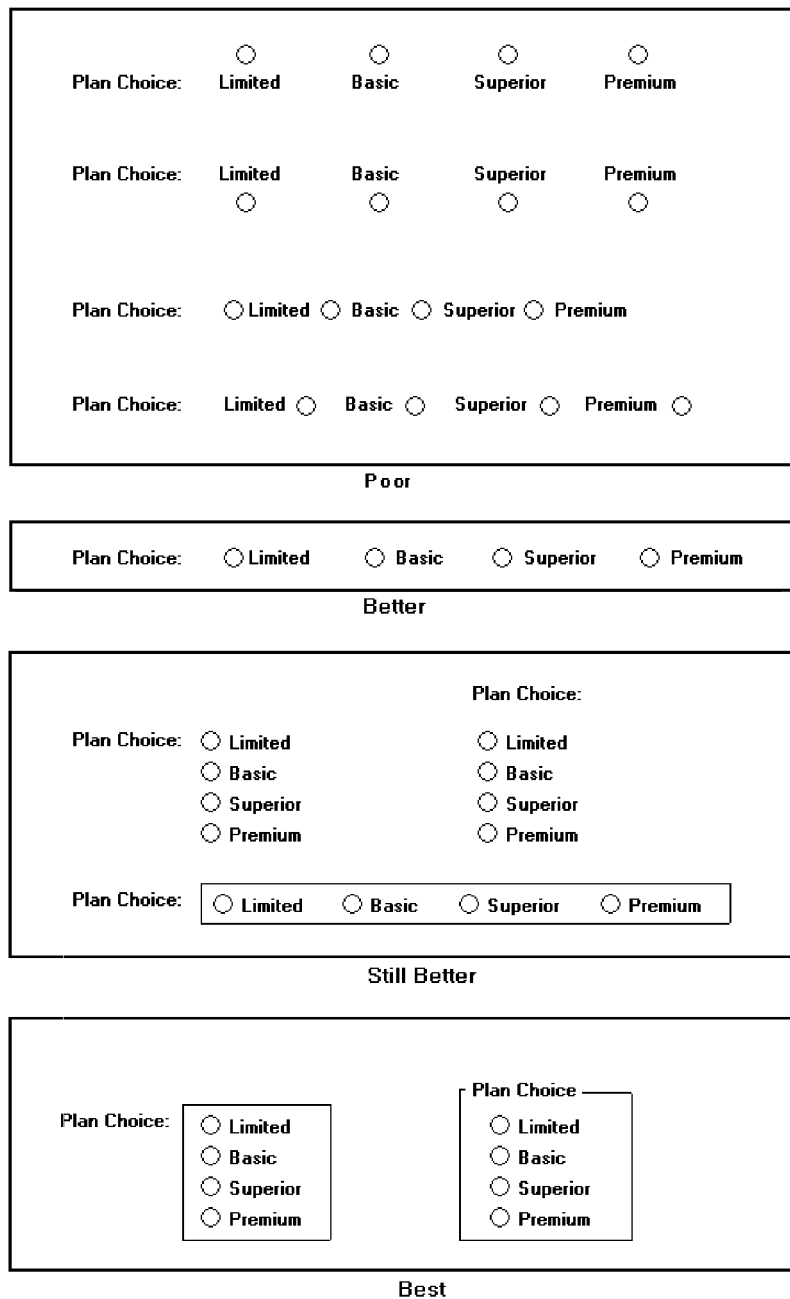 Plan Choice: Limited Basic Superior Premium
Plan Choice: Limited Basic Superior Premium
Plan Choice: Limited Basic Superior Premium
Plan Choice: Limited Basic Superior Premium
Poor
Plan Choice: Limited Basic Superior Premium
Better
Plan Choice:
Plan Choice: Limited Limited
Basic Basic
Superior Superior
Premium Premium
Plan Choice: Limited Basic Superior Premium
Still Better
Plan Choice
Plan Choice: Limited Limited
Basic Basic
Superior Superior
Premium Premium
Best